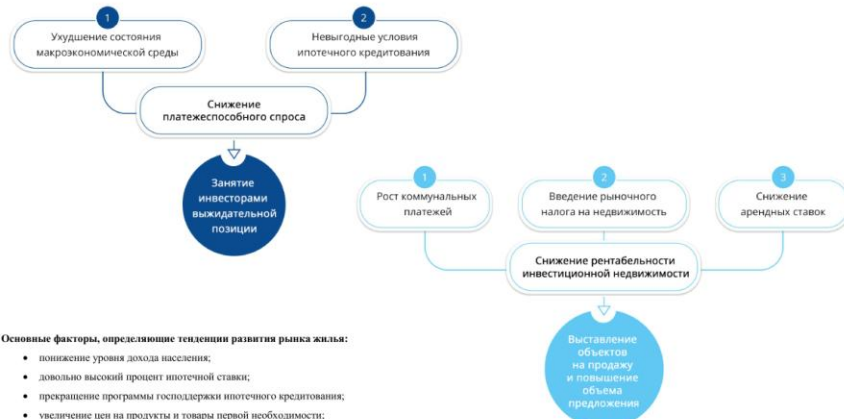 1
Ухудшение состояния
макроэкономической среды
2
Невыгодные условия
ипотечного кредитования
Снижение
платежеспособного спроса
Занятие
инвесторами
выжидательной
позиции
1
Рост коммунальных
платежей
2
Введение рыночного
налога на недвижимость
3
Снижение
арендных ставок
Снижение рентабельности
инвестиционной недвижимости
Выставление
объектов
на продажу
и повышение
объема
предложения
Основные факторы, определяющие тенденции развития рынка жилья:
• понижение уровня дохода населения;
• довольно высокий процент ипотечной ставки;
• прекращение программы господдержки ипотечного кредитования;
• увеличение цен на продукты и товары первой необходимости;